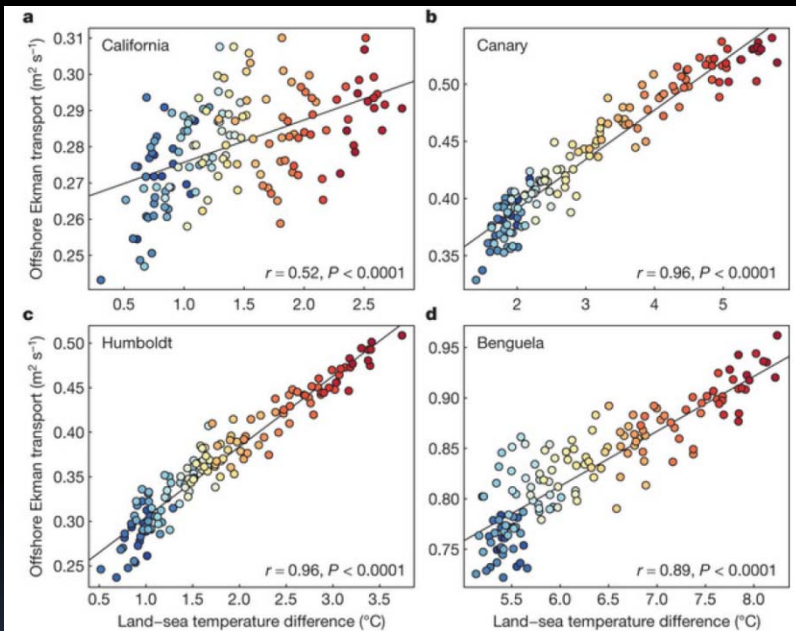 a
California
Offshore Ekman transport (m² s⁻¹)
0.31
0.30
0.29
0.28
0.27
0.26
0.25
r = 0.52, P < 0.0001
0.5 1.0 1.5 2.0 2.5
b
Canary
0.50
0.45
0.40
0.35
r = 0.96, P < 0.0001
2 3 4 5
c
Humboldt
Offshore Ekman transport (m² s⁻¹)
0.50
0.45
0.40
0.35
0.30
0.25
r = 0.96, P < 0.0001
0.5 1.0 1.5 2.0 2.5 3.0 3.5
Land–sea temperature difference (°C)
d
Benguela
0.95
0.90
0.85
0.80
0.75
r = 0.89, P < 0.0001
5.5 6.0 6.5 7.0 7.5 8.0
Land–sea temperature difference (°C)